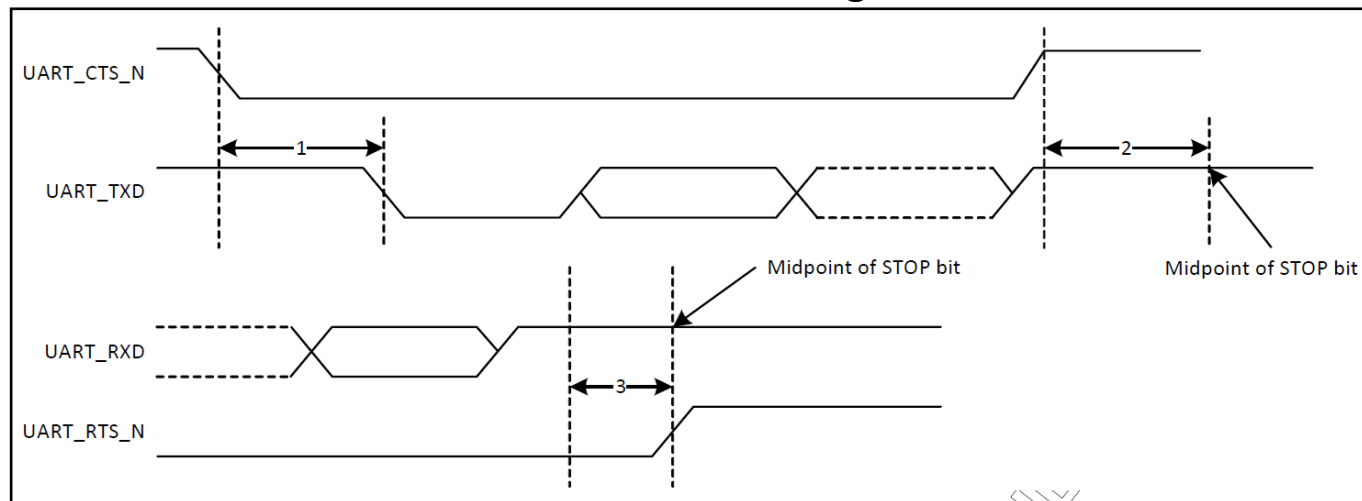 UART_CTS_N
1
2
UART_TXD
Midpoint of STOP bit
Midpoint of STOP bit
UART_RXD
3
UART_RTS_N